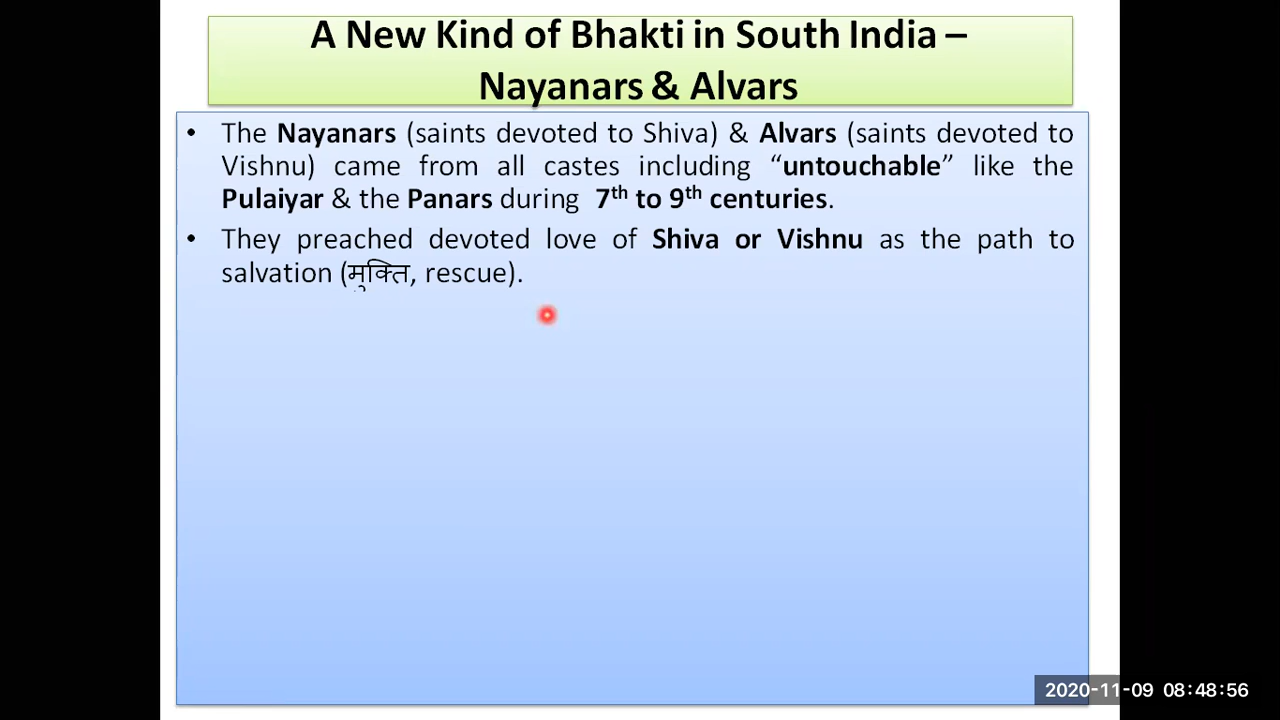 A New Kind of Bhakti in South India –
Nayanars & Alvars
• The Nayanars (saints devoted to Shiva) & Alvars (saints devoted to
Vishnu) came from all castes including “untouchable” like the
Pulaiyar & the Panars during 7th to 9th centuries.
• They preached devoted love of Shiva or Vishnu as the path to
salvation (मुक्ति, rescue).
2020-11-09 08:48:56